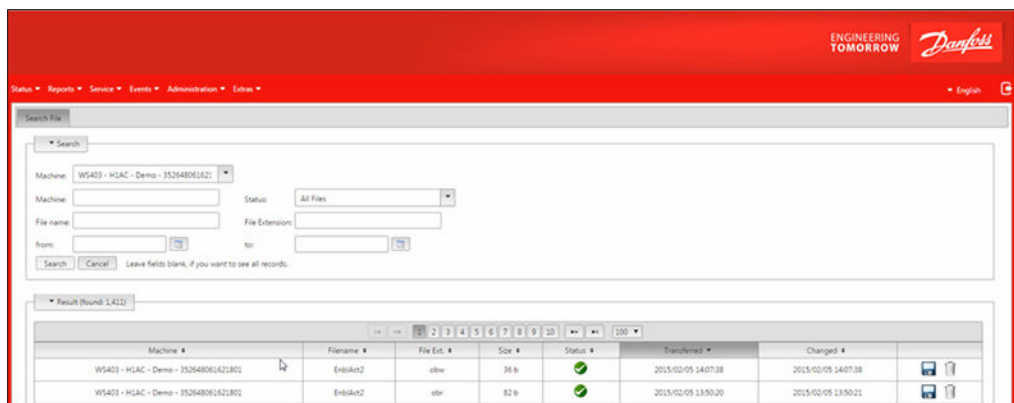 ENGINEERING
TOMORROW
Danfoss
Status Reports Service Events Administration Extras English
Search File
Search
Machine: WS403 - H1AC - Demo - 352648061621
Machine: Status: All Files
File name: File Extension:
from: to:
Search Cancel Leave fields blank, if you want to see all records.
Result (found: 1,411)
1 2 3 4 5 6 7 8 9 10 100
Machine Filename File Ext. Size Status Transferred Changed
WS403 - H1AC - Demo - 352648061621801 EnblAct2 obw 36 b 2015/02/05 14:07:38 2015/02/05 14:07:38
WS403 - H1AC - Demo - 352648061621801 EnblAct2 obr 82 b 2015/02/05 13:50:20 2015/02/05 13:50:21